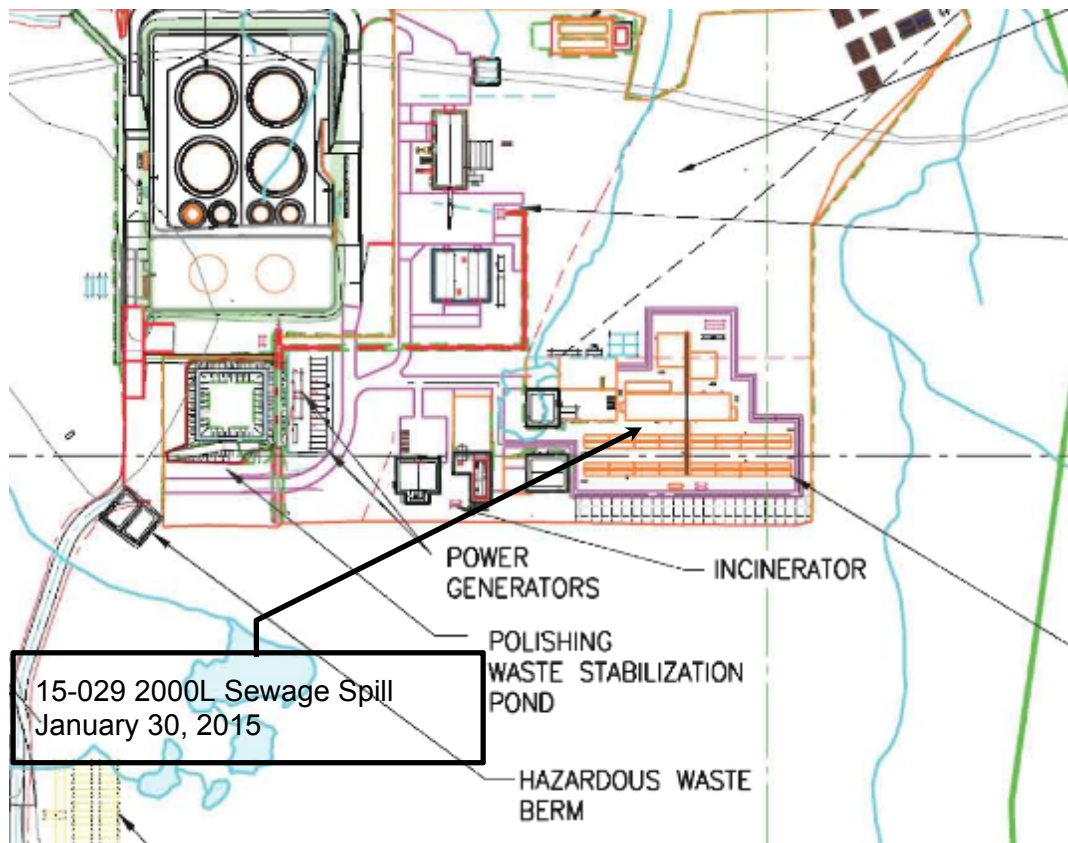 POWER
GENERATORS
INCINERATOR
POLISHING
WASTE STABILIZATION
POND
15-029 2000L Sewage Spill
January 30, 2015
HAZARDOUS WASTE
BERM